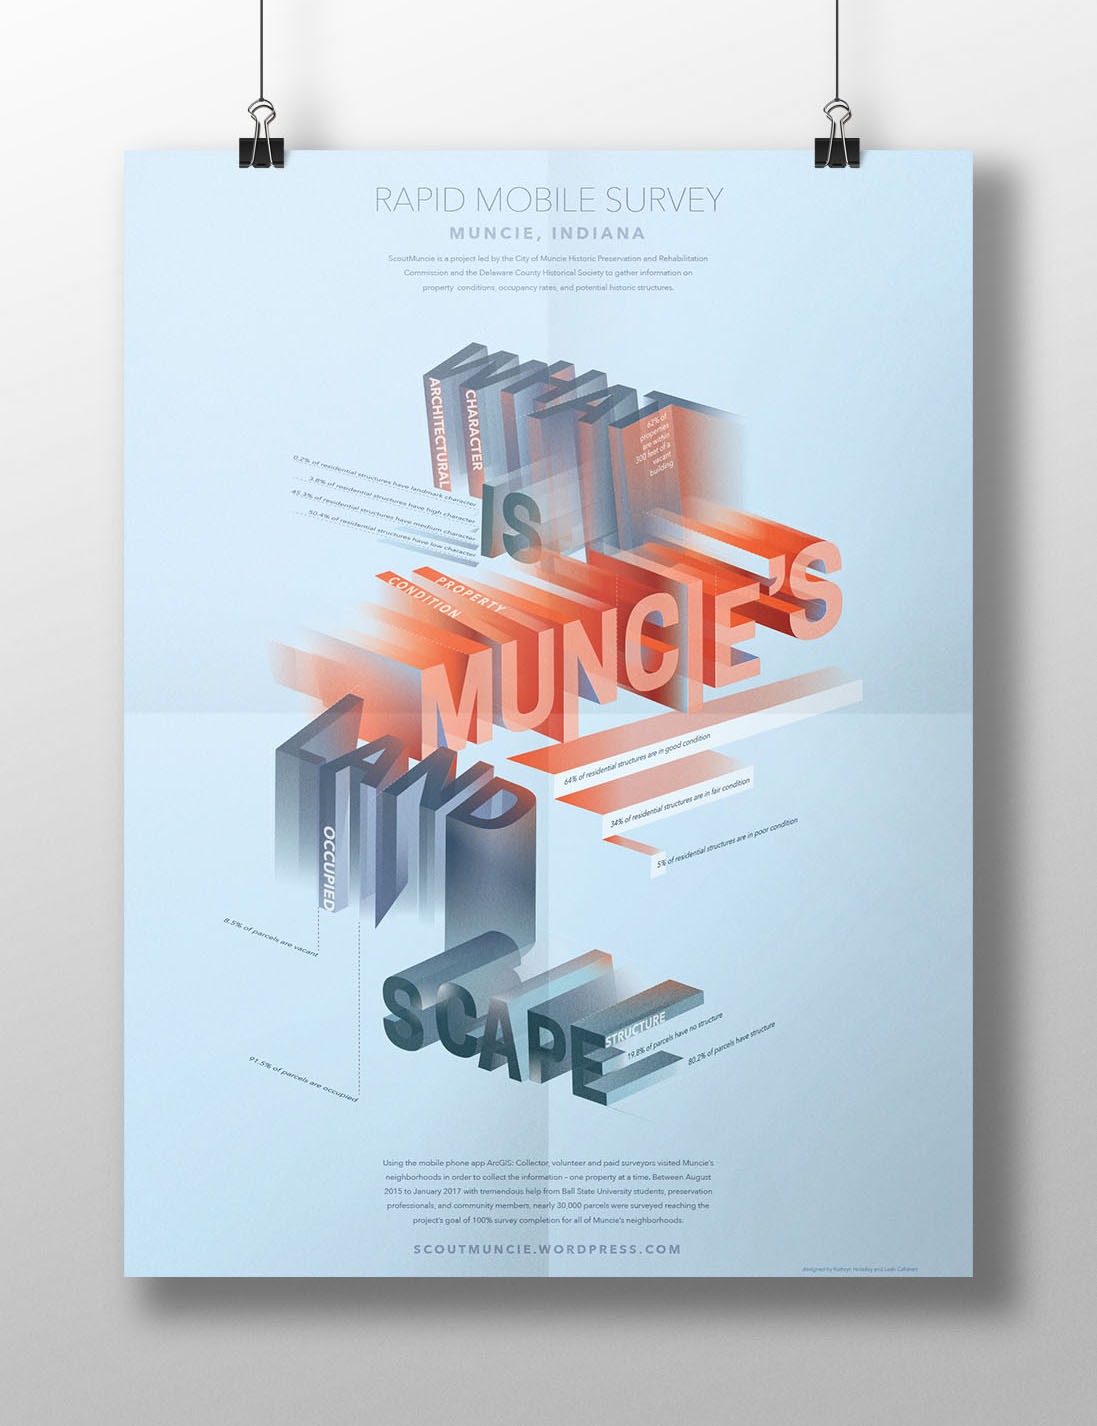 RAPID MOBILE SURVEY
MUNCIE, INDIANA
ScoutMuncie is a project led by the City of Muncie Historic Preservation and Rehabilitation
Commission and the Delaware County Historical Society to gather information on
property conditions, occupancy rates, and potential historic structures.
WHAT
ARCHITECTURAL
CHARACTER
62% of
properties
are within
300 feet of a
vacant
building
0.2% of residential structures have landmark character
3.8% of residential structures have high character
45.3% of residential structures have medium character
50.4% of residential structures have low character
IS
PROPERTY
CONDITION
MUNCIE'S
64% of residential structures are in good condition
34% of residential structures are in fair condition
5% of residential structures are in poor condition
LAND
OCCUPIED
8.5% of parcels are vacant
91.5% of parcels are occupied
SCAPE
STRUCTURE
19.8% of parcels have no structure
80.2% of parcels have structure
Using the mobile phone app ArcGIS: Collector, volunteer and paid surveyors visited Muncie's
neighborhoods in order to collect the information – one property at a time. Between August
2015 to January 2017 with tremendous help from Ball State University students, preservation
professionals, and community members, nearly 30,000 parcels were surveyed reaching the
project's goal of 100% survey completion for all of Muncie's neighborhoods.
SCOUTMUNCIE.WORDPRESS.COM
designed by Kathryn and Leah